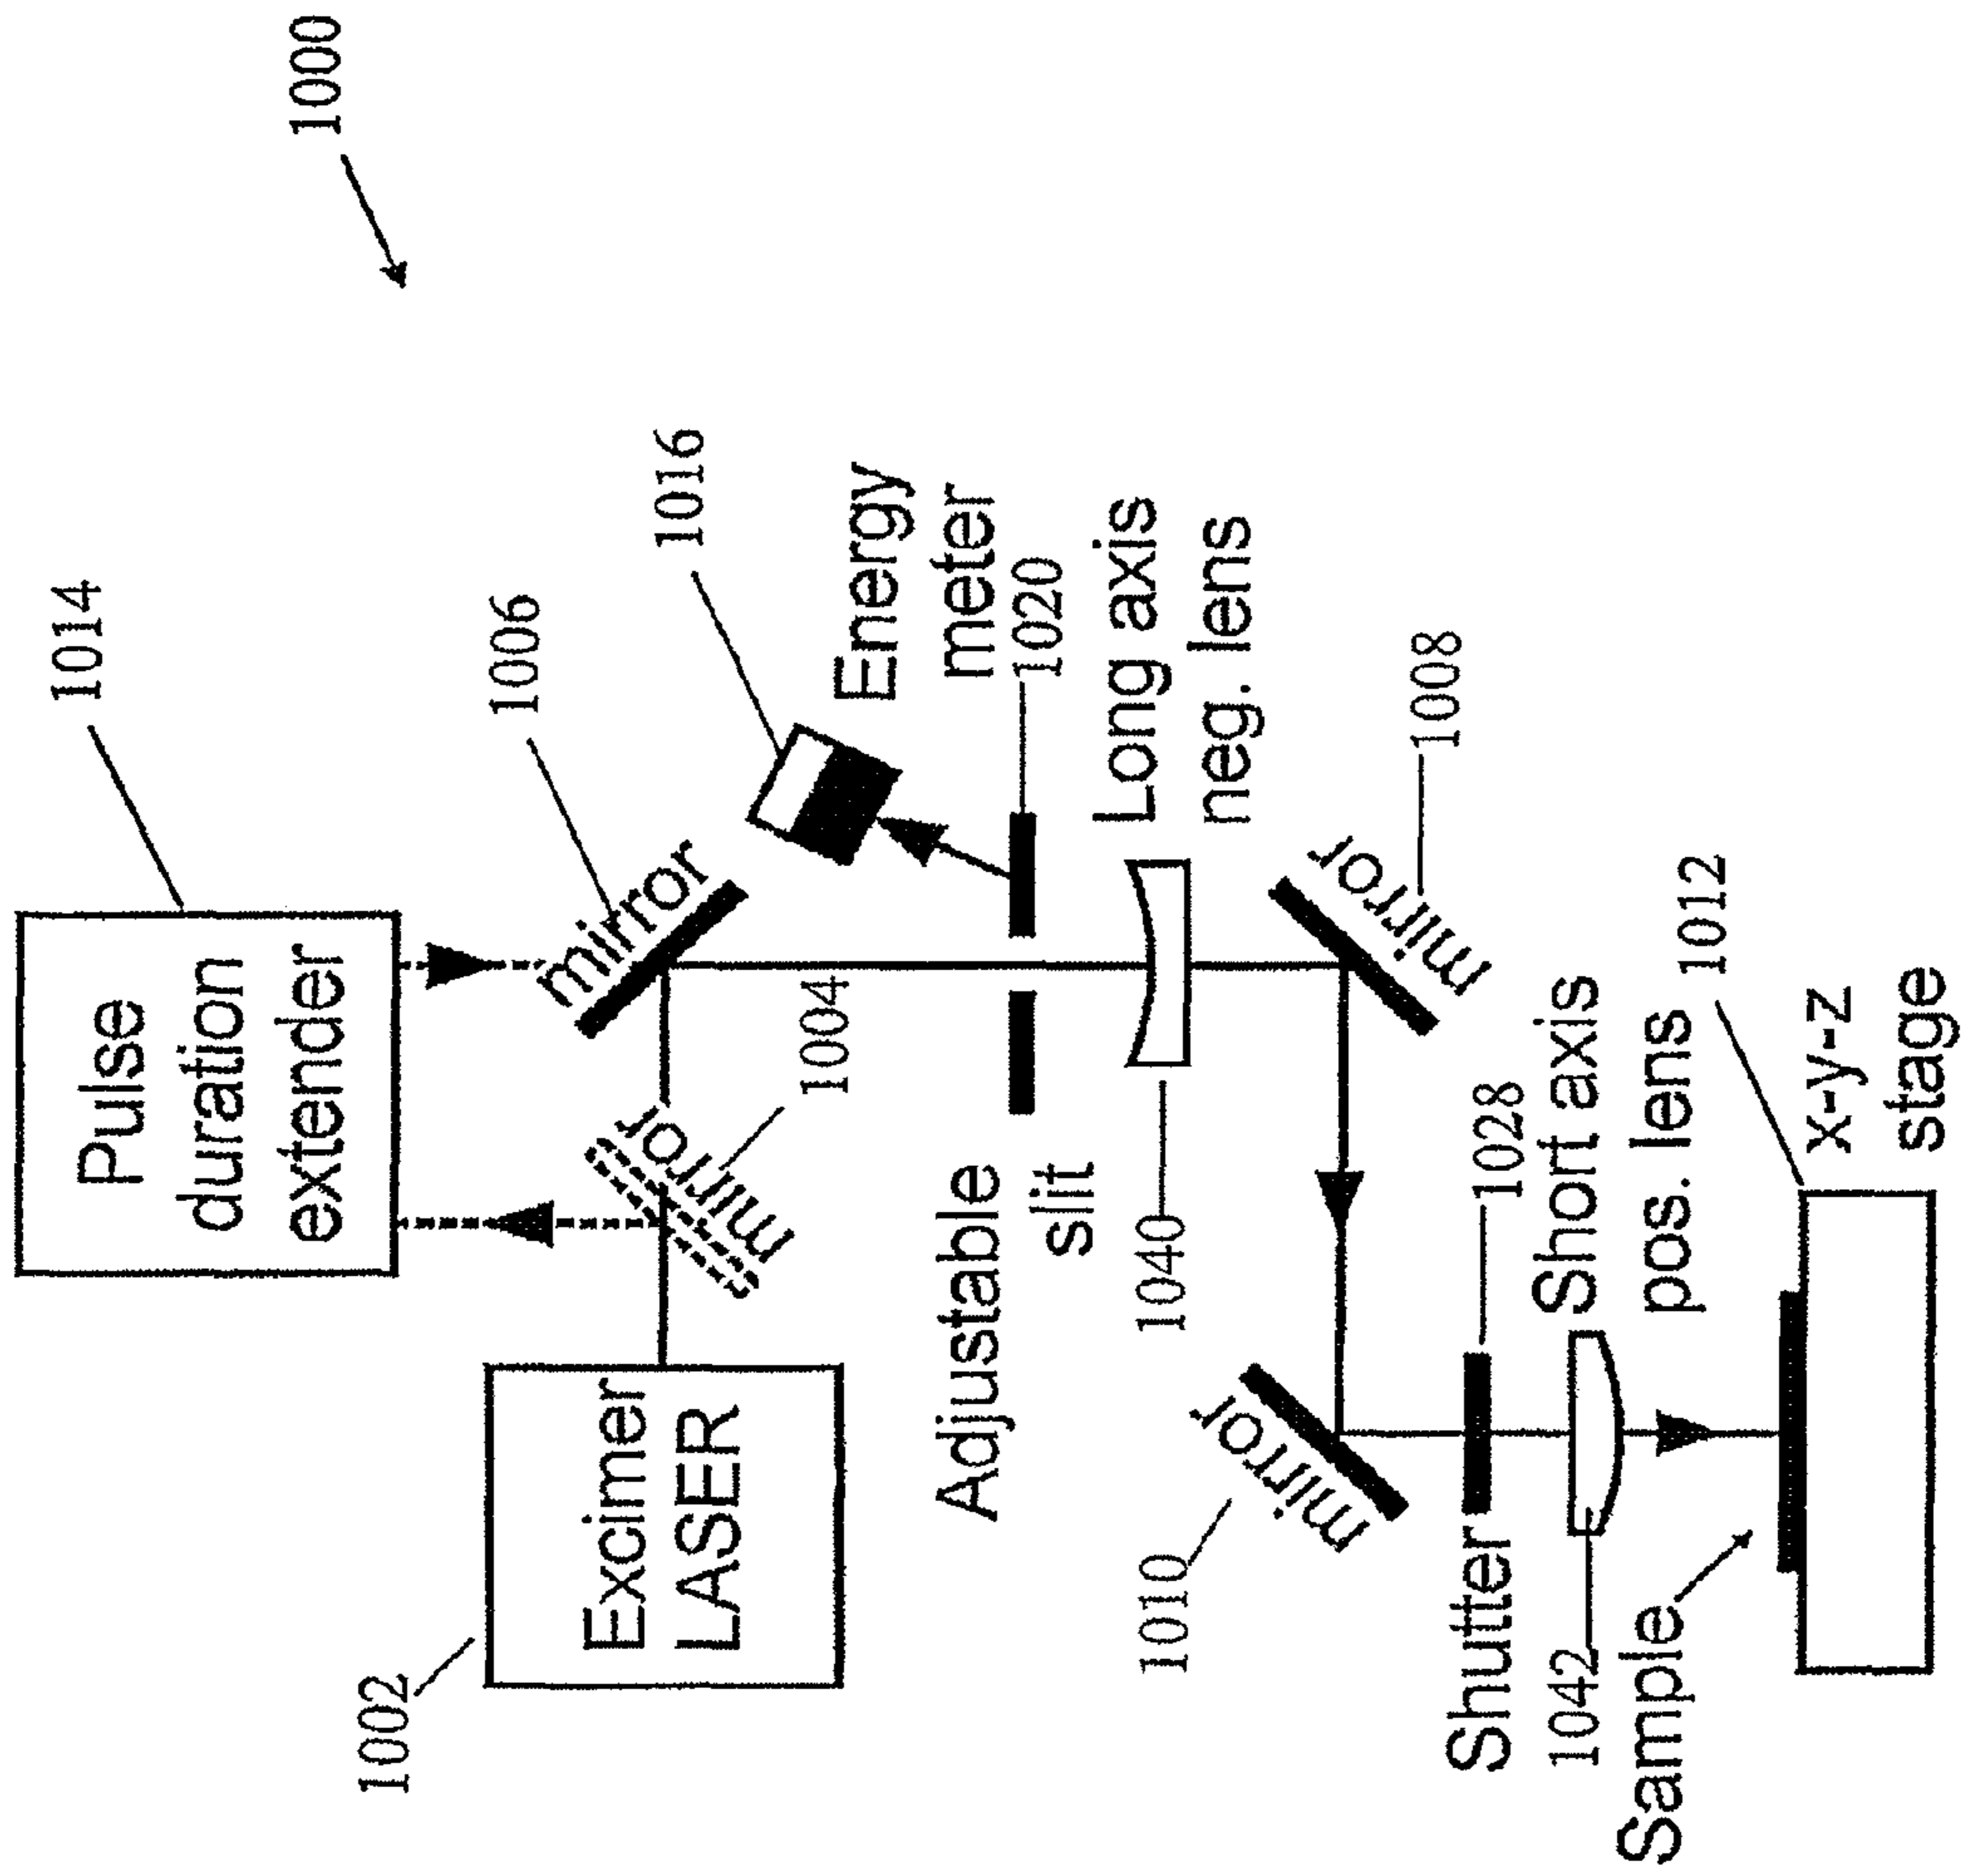 1000
1014
Pulse
duration
extender
1006
mirror
1016
Energy
meter
1004
mirror
1002
Excimer
LASER
1020
Adjustable
slit
Long axis
neg. lens
1040
1008
mirror
1010
mirror
1028
Shutter
Short axis
pos. lens
1042
1012
x-y-z
stage
Sample